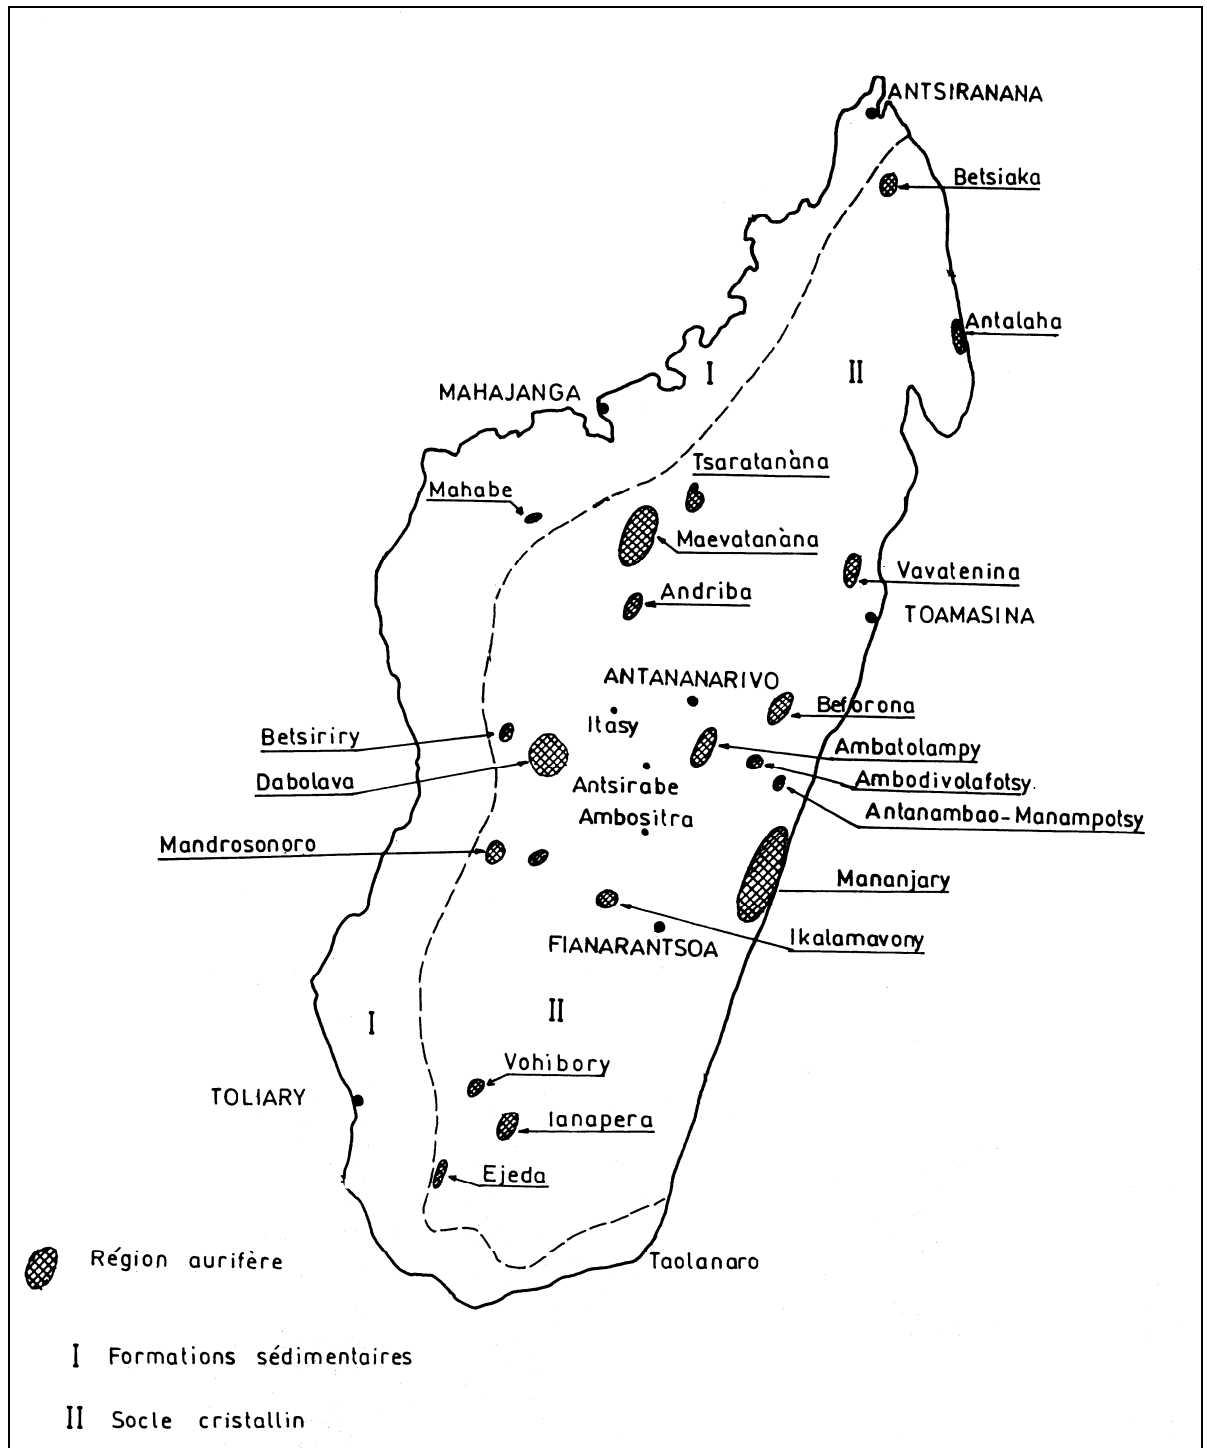 ANTSIRANANA
Betsiaka
Antalaha
I
II
MAHAJANGA
Tsaratanàna
Mahabe
Maevatanàna
Vavatenina
Andriba
TOAMASINA
ANTANANARIVO
Beforona
Itasy
Betsiriry
Ambatolampy
Dabolava
Antsirabe
Ambodivolafotsy.
Ambositra
Antanambao-Manampotsy
Mandrosonoro
Mananjary
Ikalamavony
FIANARANTSOA
I
II
Vohibory
TOLIARY
Ianapera
Ejeda
Région aurifère
Taolanaro
I Formations sédimentaires
II Socle cristallin